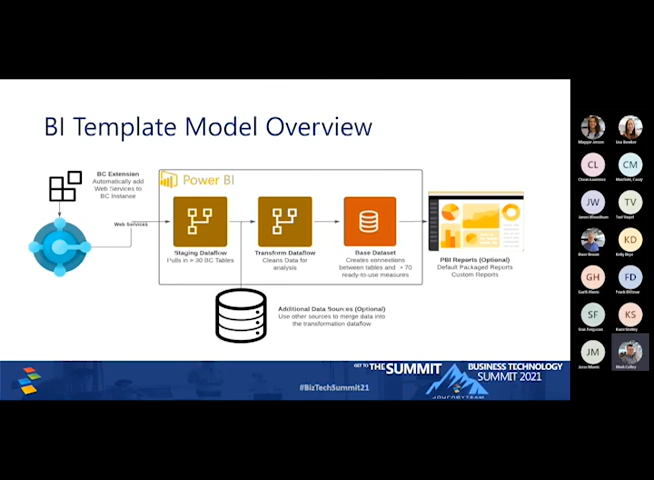 BI Template Model Overview
BC Extension
Automatically add
Web Services to
BC Instance
Web Services
Power BI
Staging Dataflow
Pulls in > 30 BC Tables
Transform Dataflow
Cleans Data for
analysis
Base Dataset
Creates connections
between tables and > 70
ready-to-use measures
PBI Reports (Optional)
Default Packaged Reports
Custom Reports
Additional Data Sources (Optional)
Use other sources to merge data into
the transformation dataflow
#BizTechSummit21
GET TO THE SUMMIT
BUSINESS TECHNOLOGY
SUMMIT 2021
JOURNEYTEAM
CL
CM
JW
TV
KD
GH
FD
SF
KS
JM